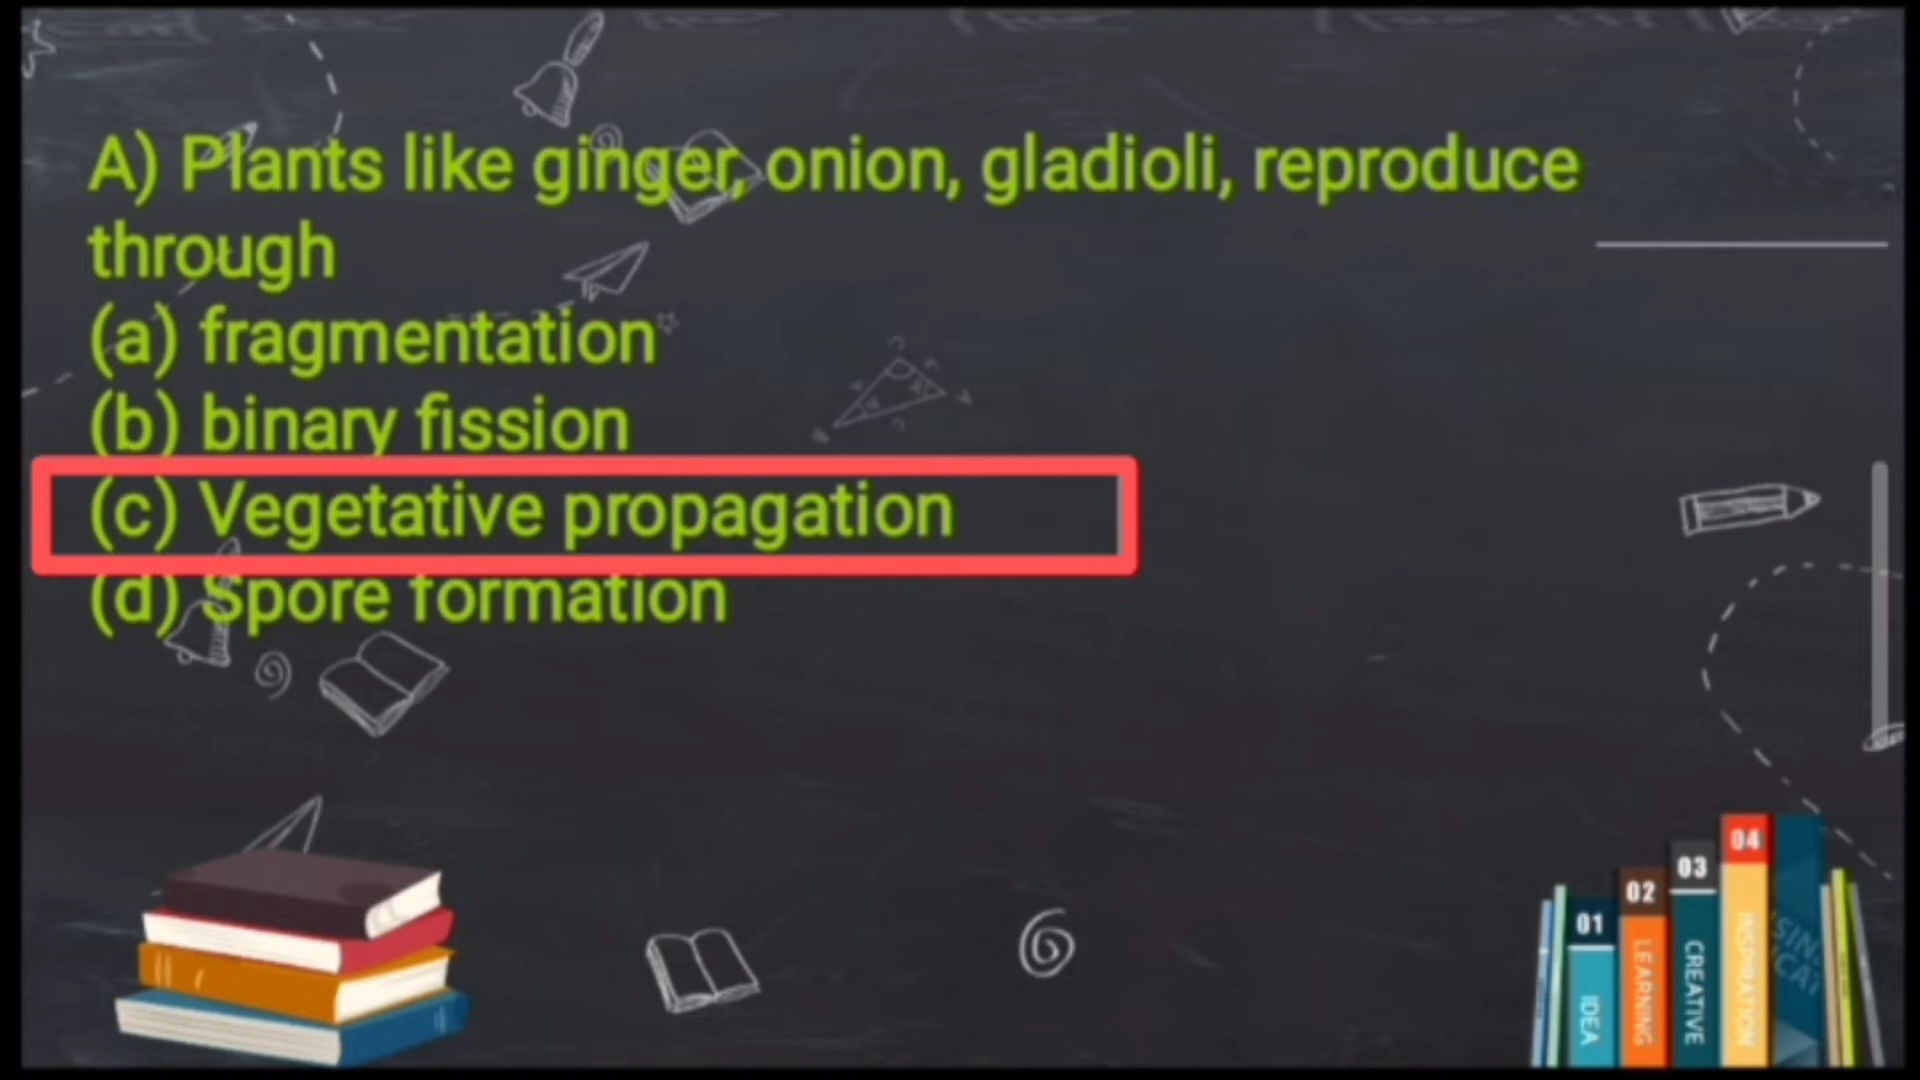 A) Plants like ginger, onion, gladioli, reproduce
through
(a) fragmentation
(b) binary fission
(c) Vegetative propagation
(d) Spore formation
01
IDEA
02
LEARNING
03
CREATIVE
04
INSPIRATION